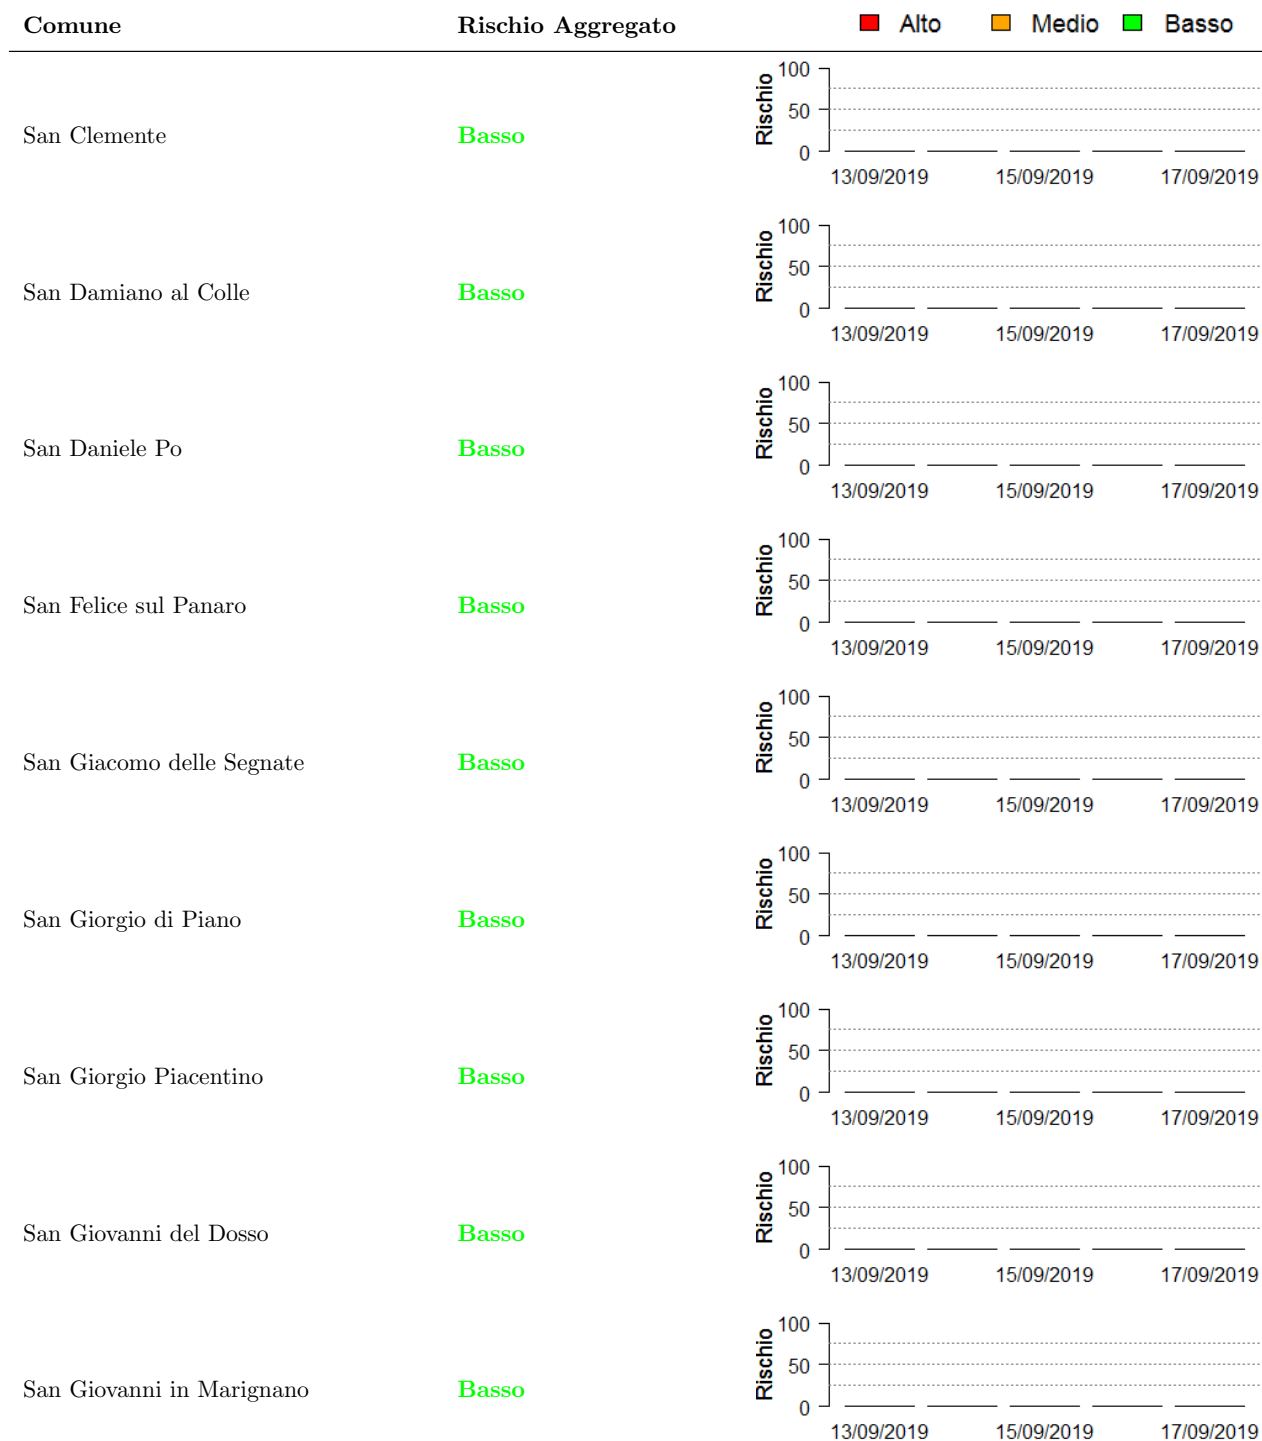 Comune Rischio Aggregato Alto Medio Basso
San Clemente Basso
Rischio
100
50
0
13/09/2019 15/09/2019 17/09/2019
San Damiano al Colle Basso
Rischio
100
50
0
13/09/2019 15/09/2019 17/09/2019
San Daniele Po Basso
Rischio
100
50
0
13/09/2019 15/09/2019 17/09/2019
San Felice sul Panaro Basso
Rischio
100
50
0
13/09/2019 15/09/2019 17/09/2019
San Giacomo delle Segnate Basso
Rischio
100
50
0
13/09/2019 15/09/2019 17/09/2019
San Giorgio di Piano Basso
Rischio
100
50
0
13/09/2019 15/09/2019 17/09/2019
San Giorgio Piacentino Basso
Rischio
100
50
0
13/09/2019 15/09/2019 17/09/2019
San Giovanni del Dosso Basso
Rischio
100
50
0
13/09/2019 15/09/2019 17/09/2019
San Giovanni in Marignano Basso
Rischio
100
50
0
13/09/2019 15/09/2019 17/09/2019